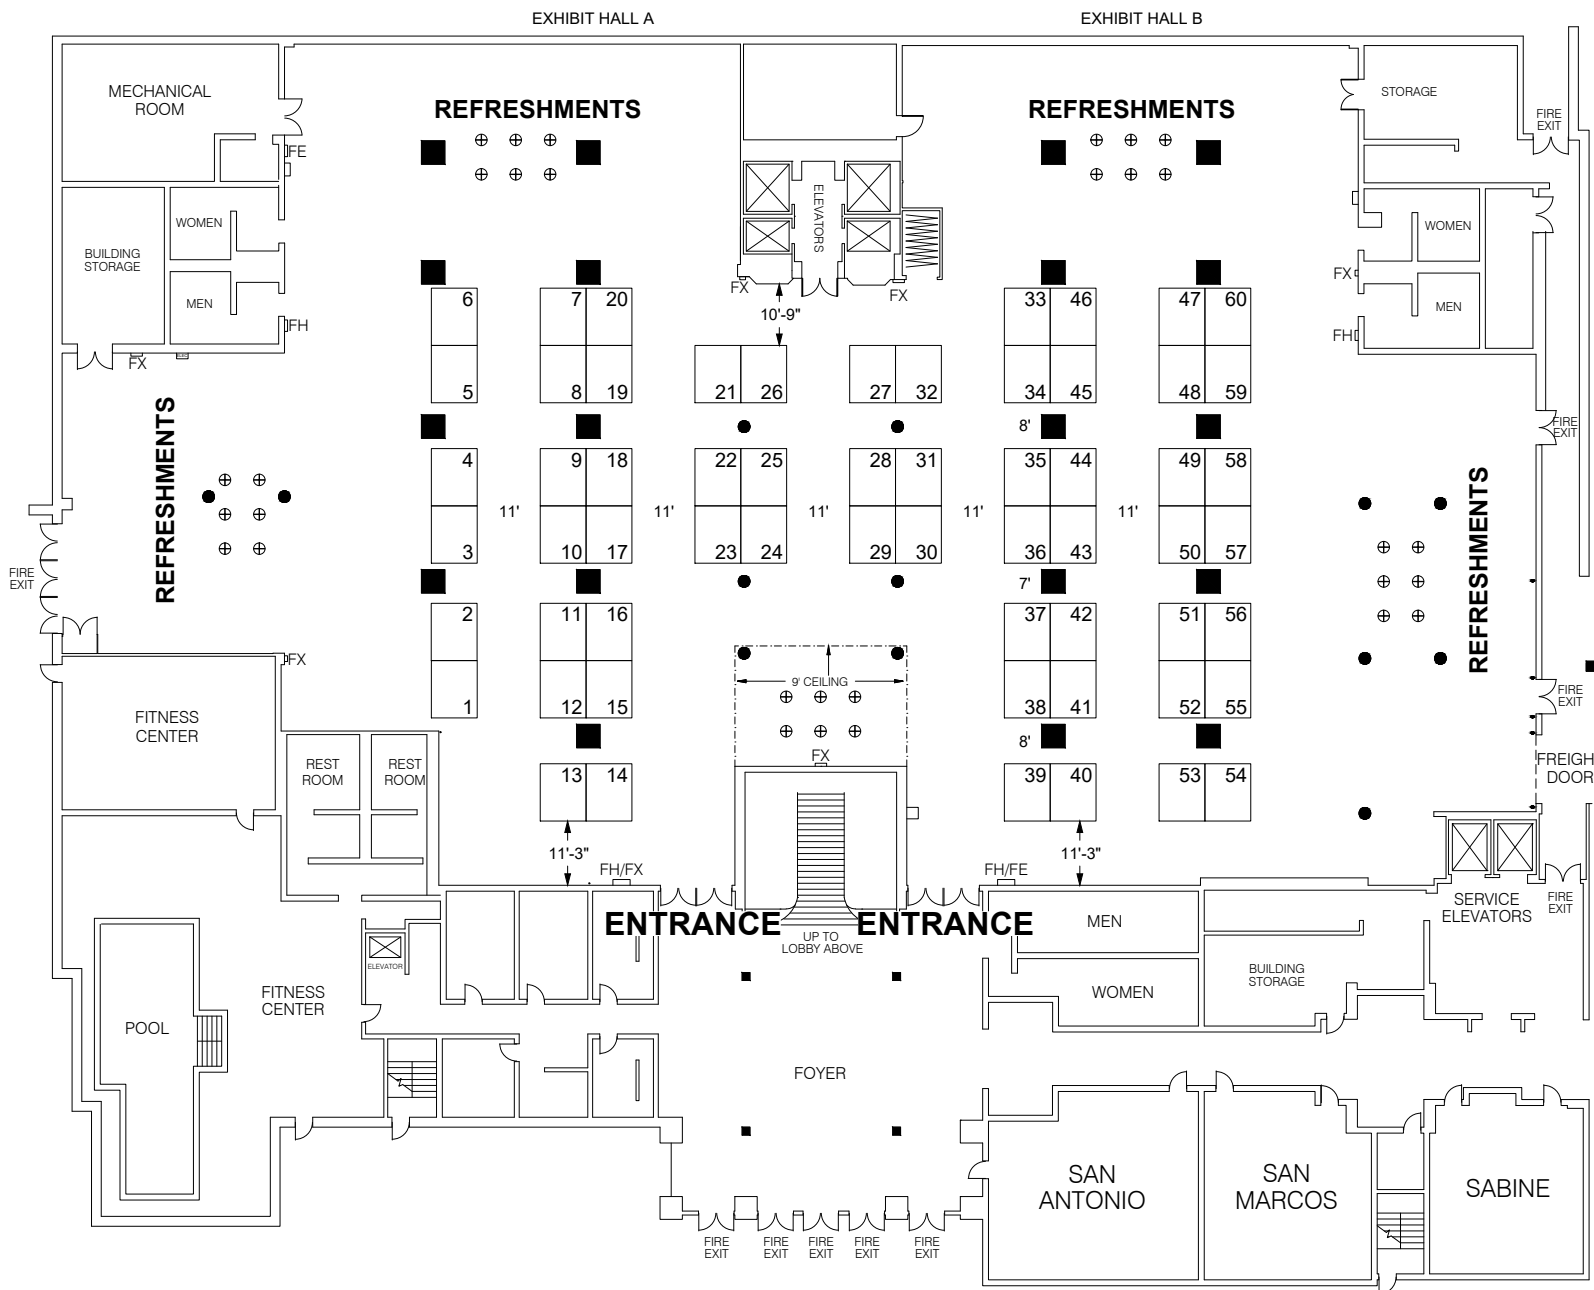 EXHIBIT HALL A
EXHIBIT HALL B
MECHANICAL
ROOM
REFRESHMENTS
REFRESHMENTS
STORAGE
FIRE
EXIT
FE
WOMEN
BUILDING
STORAGE
MEN
FH
FX
ELEVATORS
FX
FX
10'-9"
WOMEN
FX
MEN
FH
6
7 20
33 46
47 60
5
8 19
21 26
27 32
34 45
48 59
REFRESHMENTS
8'
FIRE
EXIT
4
9 18
22 25
28 31
35 44
49 58
11'
11'
11'
11'
11'
3
10 17
23 24
29 30
36 43
50 57
REFRESHMENTS
FIRE
EXIT
7'
2
11 16
37 42
51 56
FX
9' CEILING
1
12 15
38 41
52 55
FIRE
EXIT
FITNESS
CENTER
REST
ROOM
REST
ROOM
FX
8'
FREIGH
DOOR
13 14
39 40
53 54
11'-3"
11'-3"
FH/FX
FH/FE
ENTRANCE
ENTRANCE
UP TO
LOBBY ABOVE
MEN
SERVICE
ELEVATORS
FIRE
EXIT
ELEVATOR
FITNESS
CENTER
POOL
WOMEN
BUILDING
STORAGE
FOYER
SAN
ANTONIO
SAN
MARCOS
SABINE
FIRE
EXIT
FIRE
EXIT
FIRE
EXIT
FIRE
EXIT
FIRE
EXIT